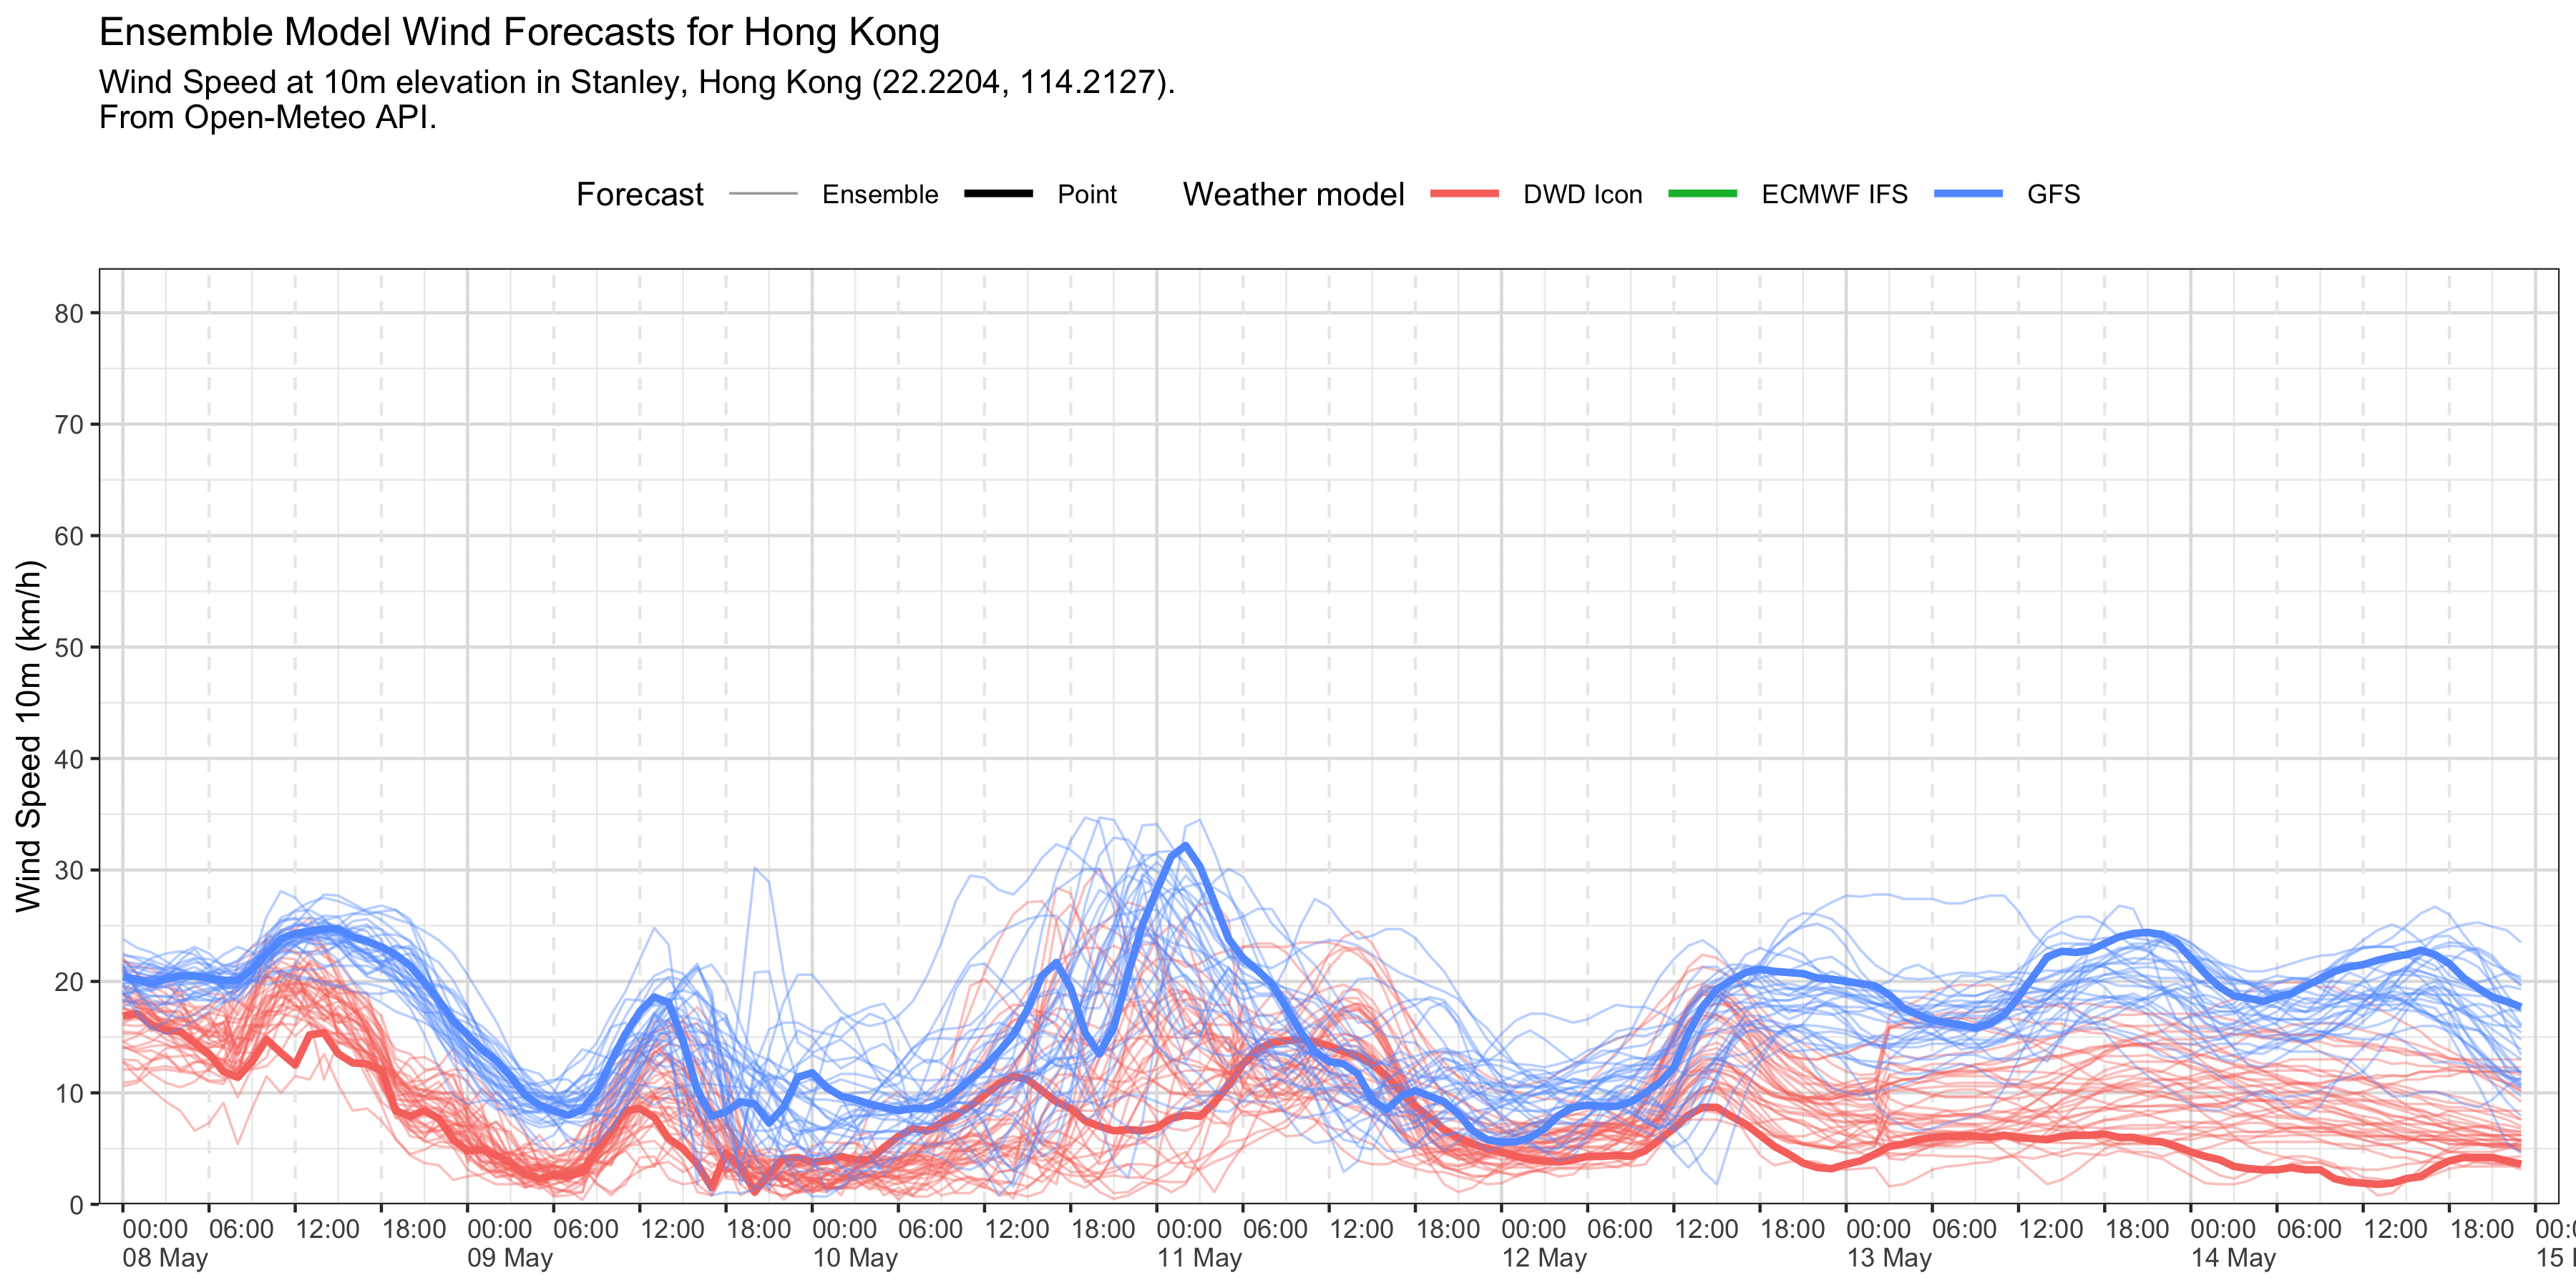 Ensemble Model Wind Forecasts for Hong Kong
Wind Speed at 10m elevation in Stanley, Hong Kong (22.2204, 114.2127).
From Open-Meteo API.
Forecast Ensemble Point Weather model DWD Icon ECMWF IFS GFS
Wind Speed 10m (km/h)
80
70
60
50
40
30
20
10
0
00:00 06:00 12:00 18:00 00:00 06:00 12:00 18:00 00:00 06:00 12:00 18:00 00:00 06:00 12:00 18:00 00:00 06:00 12:00 18:00 00:00 06:00 12:00 18:00 00:00 06:00 12:00 18:00
08 May 09 May 10 May 11 May 12 May 13 May 14 May 15